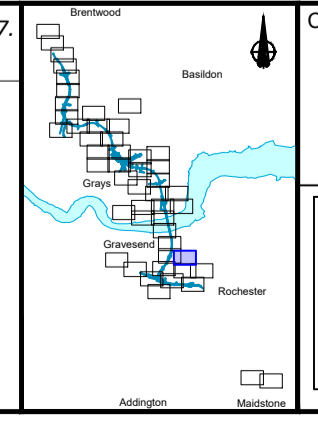 Brentwood
7.
C
Basildon
Grays
Gravesend
Rochester
Addington
Maidstone